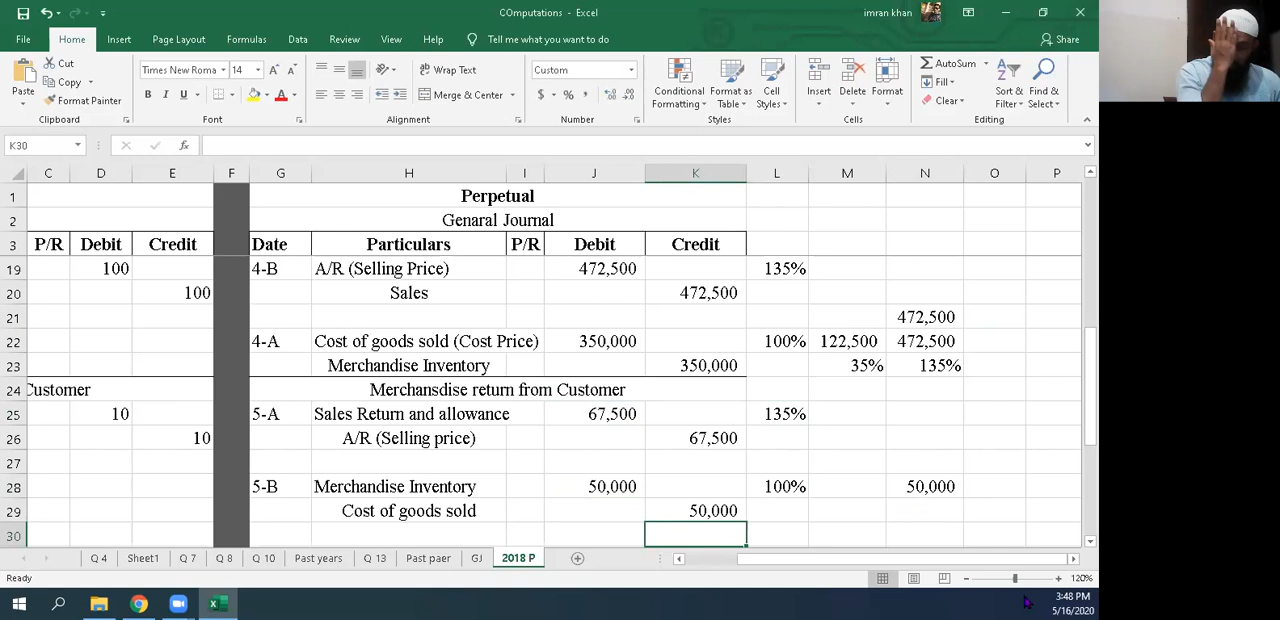 COmputations - Excel
imran khan
File Home Insert Page Layout Formulas Data Review View Help Tell me what you want to do Share
Paste Cut Copy Format Painter
Times New Roma 14 A A
B I U A
Wrap Text
Merge & Center
Custom
$ % ,
Conditional Formatting Format as Table Cell Styles
Insert Delete Format
AutoSum Fill Clear
Sort & Filter Find & Select
Clipboard Font Alignment Number Styles Cells Editing
K30 fx
C D E F G H I J K L M N O P
1 Perpetual
2 Genaral Journal
3 P/R Debit Credit Date Particulars P/R Debit Credit
19 100 4-B A/R (Selling Price) 472,500 135%
20 100 Sales 472,500
21 472,500
22 4-A Cost of goods sold (Cost Price) 350,000 100% 122,500 472,500
23 Merchandise Inventory 350,000 35% 135%
24 Customer Merchansdise return from Customer
25 10 5-A Sales Return and allowance 67,500 135%
26 10 A/R (Selling price) 67,500
27
28 5-B Merchandise Inventory 50,000 100% 50,000
29 Cost of goods sold 50,000
30
Q 4 Sheet1 Q 7 Q 8 Q 10 Past years Q 13 Past paer GJ 2018 P
Ready 120%
3:48 PM
5/16/2020